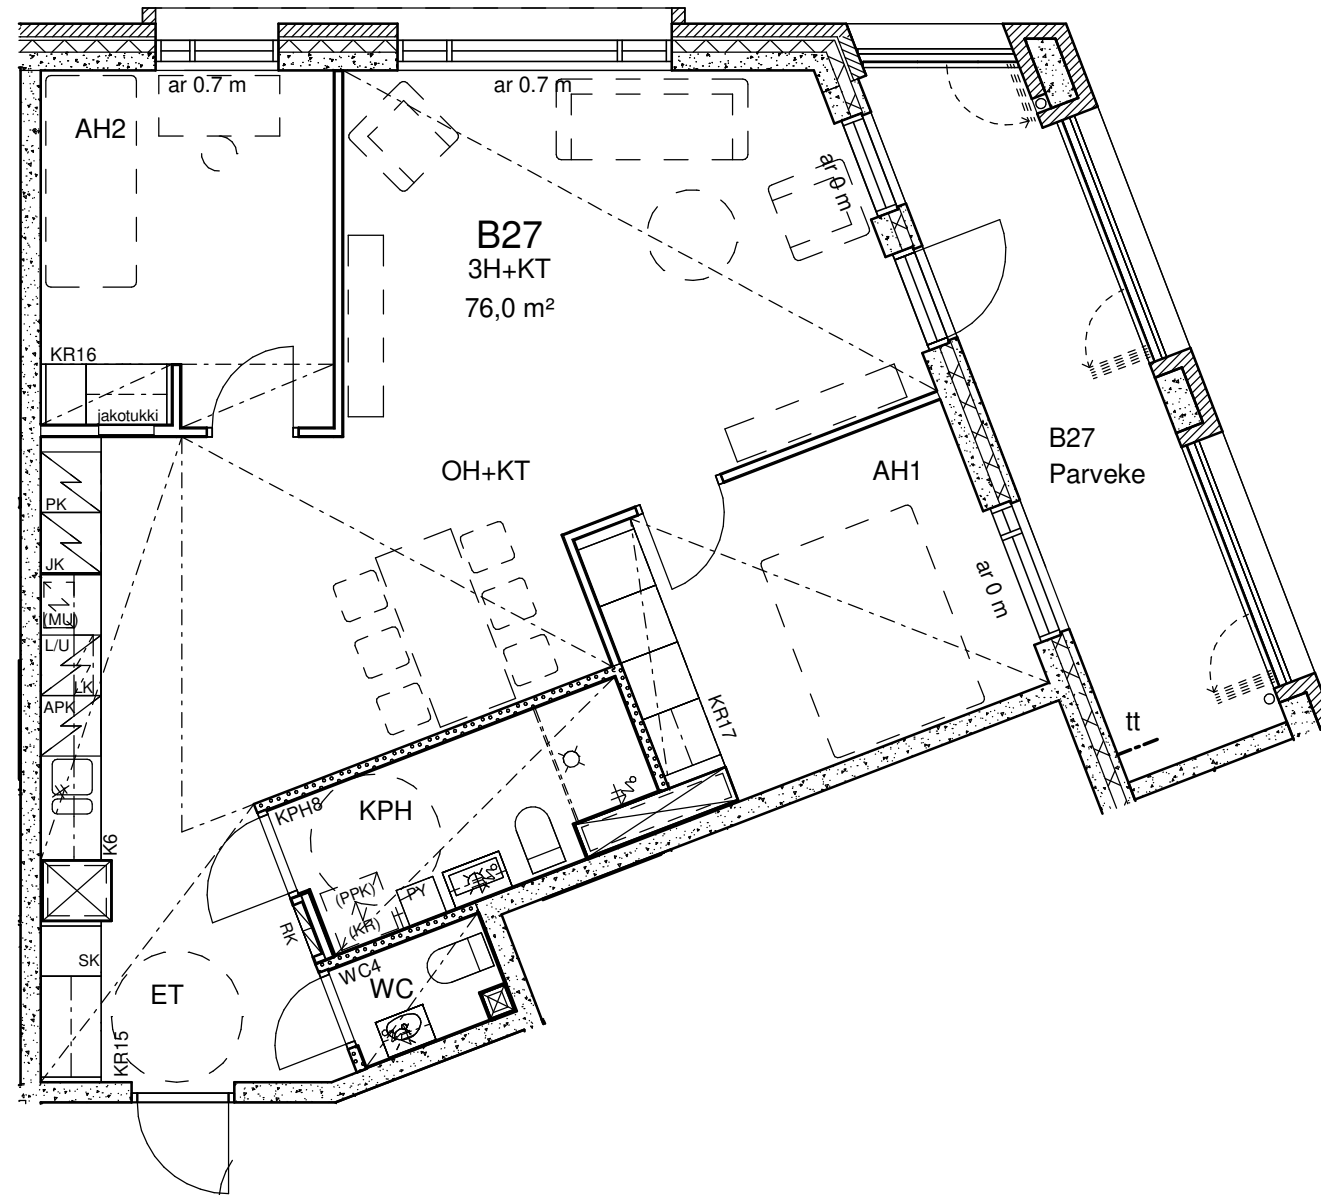 ar 0.7 m
ar 0.7 m
AH2
ar 0 m
B27
3H+KT
76,0 m²
KR16
jakotukki
B27
Parveke
OH+KT
AH1
PK
JK
ar 0 m
(MU)
L/U
LK
APK
KR17
tt
KPH8
KPH
K6
(PPK)
PY
(KR)
RK
SK
WC4
WC
ET
KR15